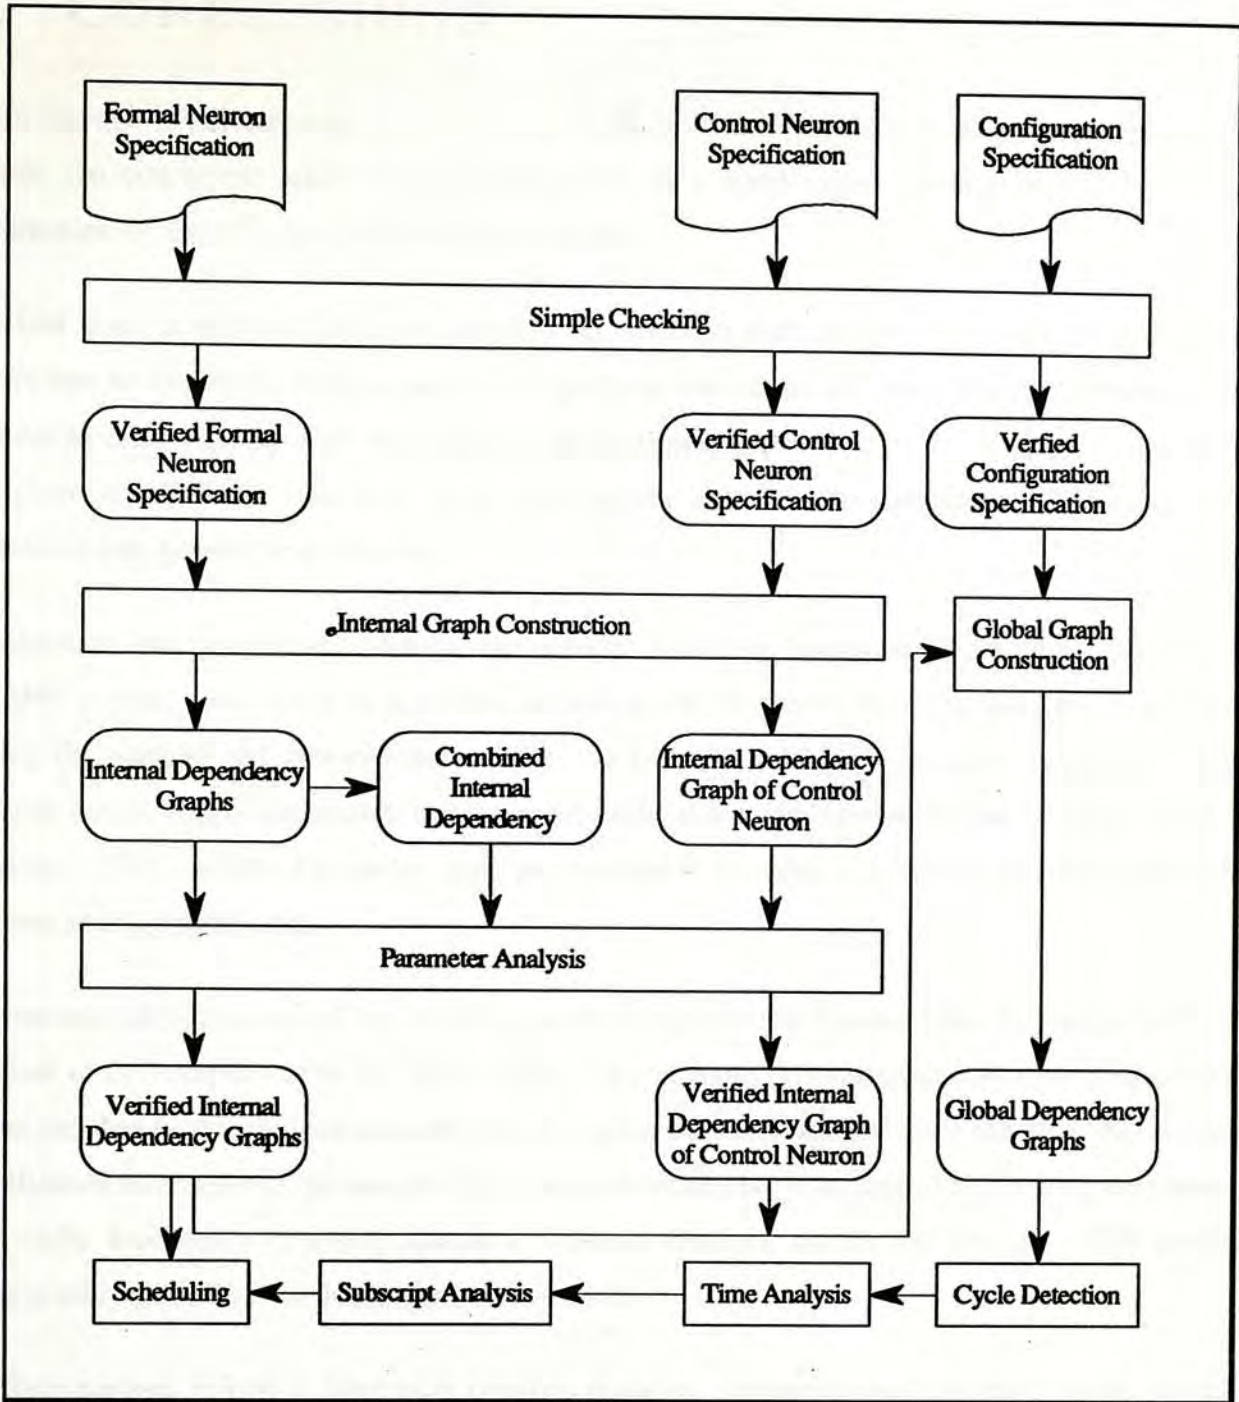 Formal Neuron
Specification
Control Neuron
Specification
Configuration
Specification
Simple Checking
Verified Formal
Neuron
Specification
Verified Control
Neuron
Specification
Verfied
Configuration
Specification
Internal Graph Construction
Global Graph
Construction
Internal Dependency
Graphs
Combined
Internal
Dependency
Internal Dependency
Graph of Control
Neuron
Parameter Analysis
Verified Internal
Dependency Graphs
Verified Internal
Dependency Graph
of Control Neuron
Global Dependency
Graphs
Scheduling
Subscript Analysis
Time Analysis
Cycle Detection